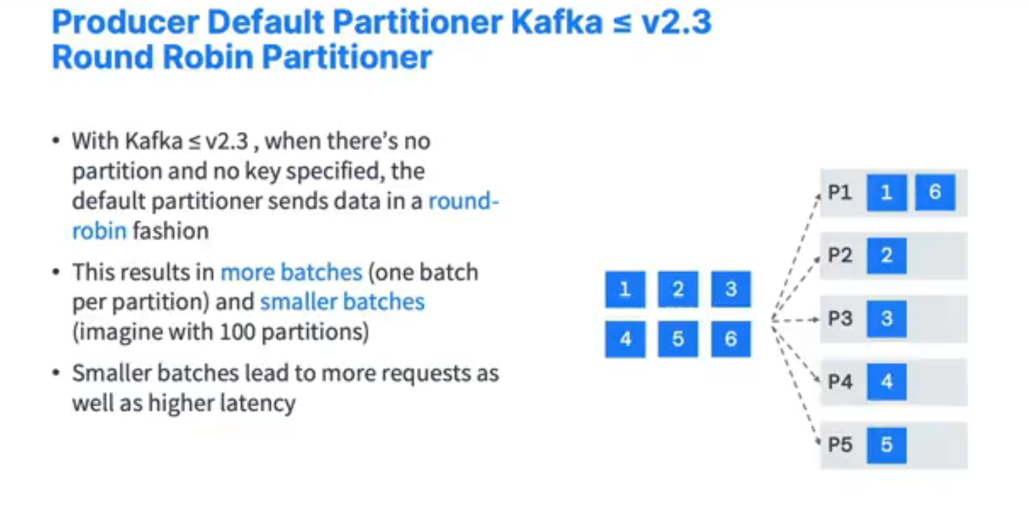 Producer Default Partitioner Kafka ≤ v2.3
Round Robin Partitioner
• With Kafka ≤ v2.3 , when there's no
partition and no key specified, the
default partitioner sends data in a round-
robin fashion
• This results in more batches (one batch
per partition) and smaller batches
(imagine with 100 partitions)
• Smaller batches lead to more requests as
well as higher latency
1 2 3
4 5 6
P1 1 6
P2 2
P3 3
P4 4
P5 5